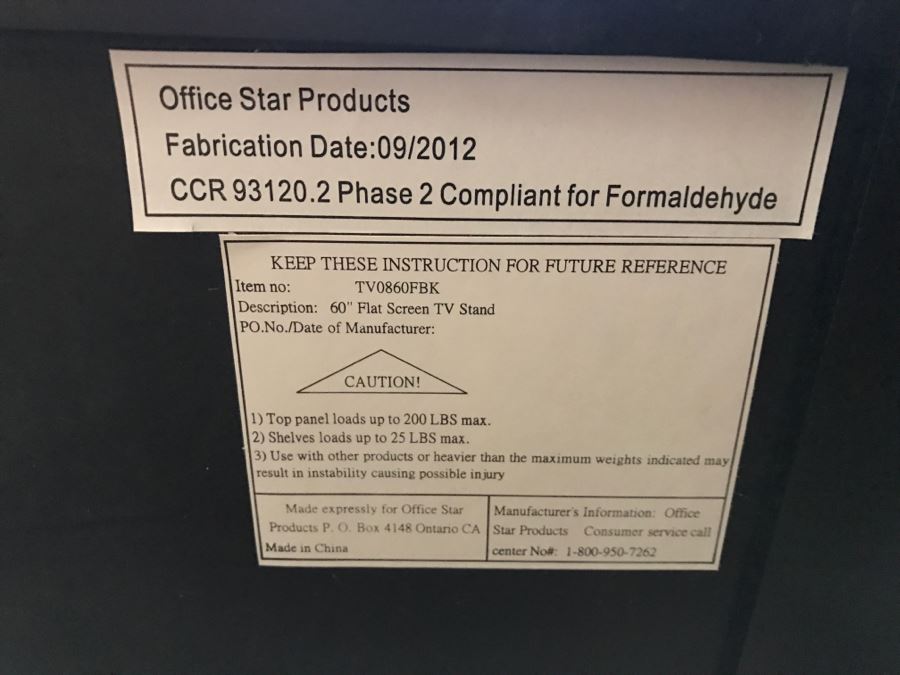 Office Star Products
Fabrication Date:09/2012
CCR 93120.2 Phase 2 Compliant for Formaldehyde
KEEP THESE INSTRUCTION FOR FUTURE REFERENCE
Item no: TV0860FBK
Description: 60" Flat Screen TV Stand
PO.No./Date of Manufacturer:
CAUTION!
1) Top panel loads up to 200 LBS max.
2) Shelves loads up to 25 LBS max.
3) Use with other products or heavier than the maximum weights indicated may
result in instability causing possible injury
Made expressly for Office Star
Products P. O. Box 4148 Ontario CA
Made in China
Manufacturer's Information: Office
Star Products Consumer service call
center No#: 1-800-950-7262